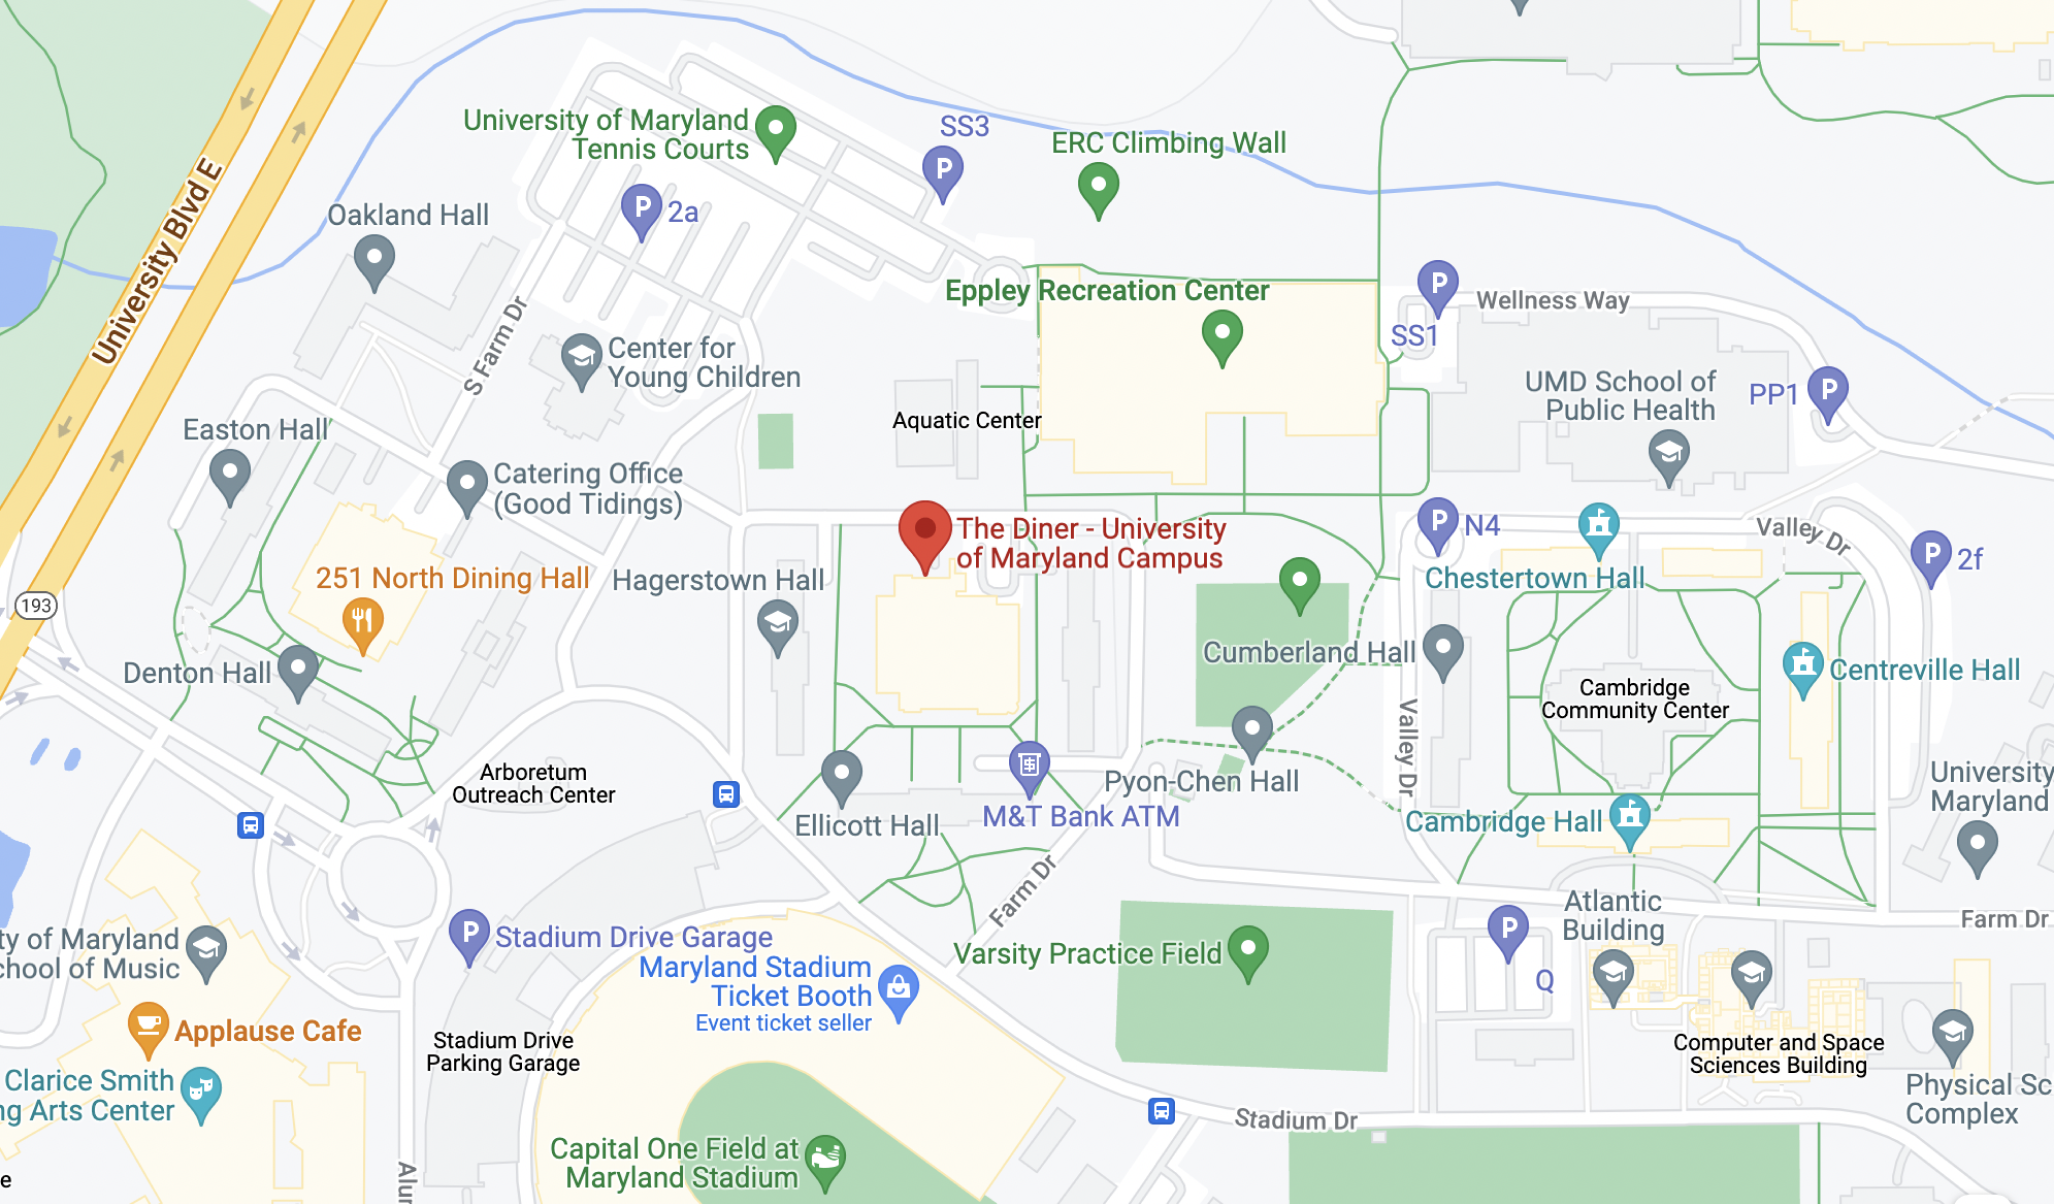 University of Maryland
Tennis Courts
SS3
ERC Climbing Wall
P
P
2a
Oakland Hall
University Blvd E
Eppley Recreation Center
P
Wellness Way
SS1
S Farm Dr
Center for
Young Children
UMD School of
Public Health
PP1
P
Aquatic Center
Easton Hall
Catering Office
(Good Tidings)
The Diner - University
of Maryland Campus
P
N4
Valley Dr
P
2f
251 North Dining Hall
Hagerstown Hall
Chestertown Hall
193
Cumberland Hall
Denton Hall
Centreville Hall
Cambridge
Community Center
Valley Dr
Arboretum
Outreach Center
Pyon-Chen Hall
University
Maryland
Ellicott Hall
M&T Bank ATM
Cambridge Hall
Farm Dr
Atlantic
Building
Farm Dr
ty of Maryland
chool of Music
P
Stadium Drive Garage
Varsity Practice Field
P
Q
Maryland Stadium
Ticket Booth
Event ticket seller
Applause Cafe
Stadium Drive
Parking Garage
Computer and Space
Sciences Building
Clarice Smith
ng Arts Center
Physical Sc
Complex
Stadium Dr
Capital One Field at
Maryland Stadium
Alur
e